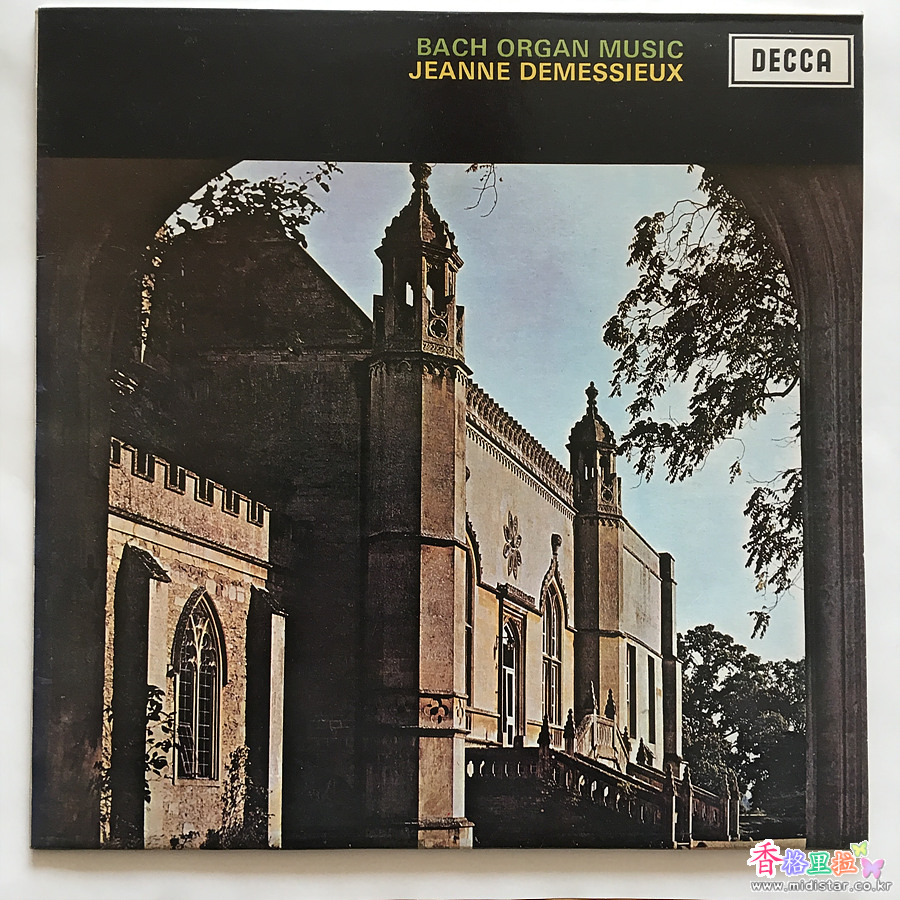 BACH ORGAN MUSIC
JEANNE DEMESSIEUX
DECCA
香格里拉
www.midistar.co.kr